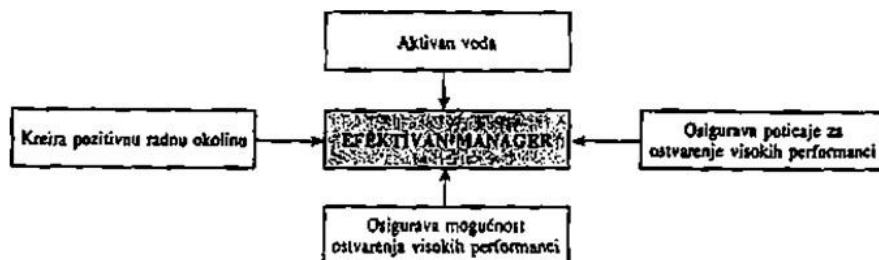 Aktivan vođa
Kreira pozitivnu radnu okolinu
EFEKTIVAN MANAGER
Osigurava poticaje za
ostvarenje visokih performanci
Osigurava mogućnost
ostvarenja visokih performanci